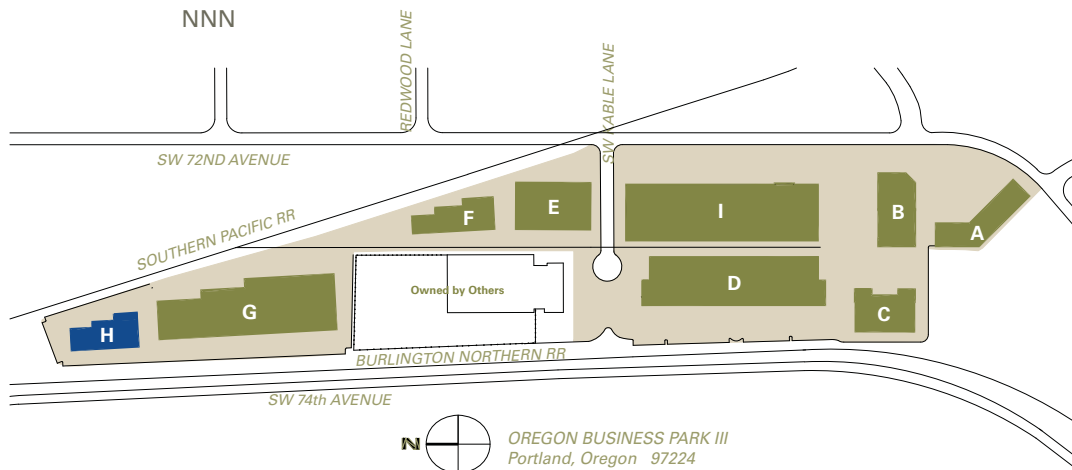 NNN
REDWOOD LANE
SW KABLE LANE
SW 72ND AVENUE
SOUTHERN PACIFIC RR
F
E
I
B
A
G
H
Owned by Others
D
C
BURLINGTON NORTHERN RR
SW 74th AVENUE
N
OREGON BUSINESS PARK III
Portland, Oregon 97224